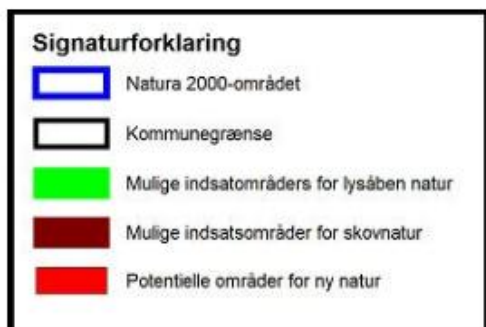 Signaturforklaring
Natura 2000-området
Kommunegrænse
Mulige indsatområders for lysåben natur
Mulige indsatsområder for skovnatur
Potentielle områder for ny natur